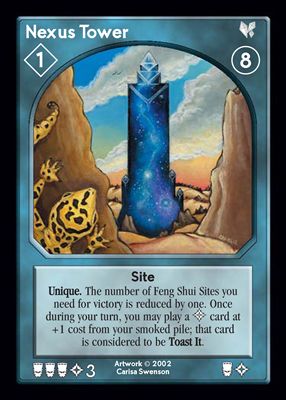 Nexus Tower
1
8
Site
Unique. The number of Feng Shui Sites you
need for victory is reduced by one. Once
during your turn, you may play a card at
+1 cost from your smoked pile; that card
is considered to be Toast It.
3
Artwork © 2002
Carisa Swenson